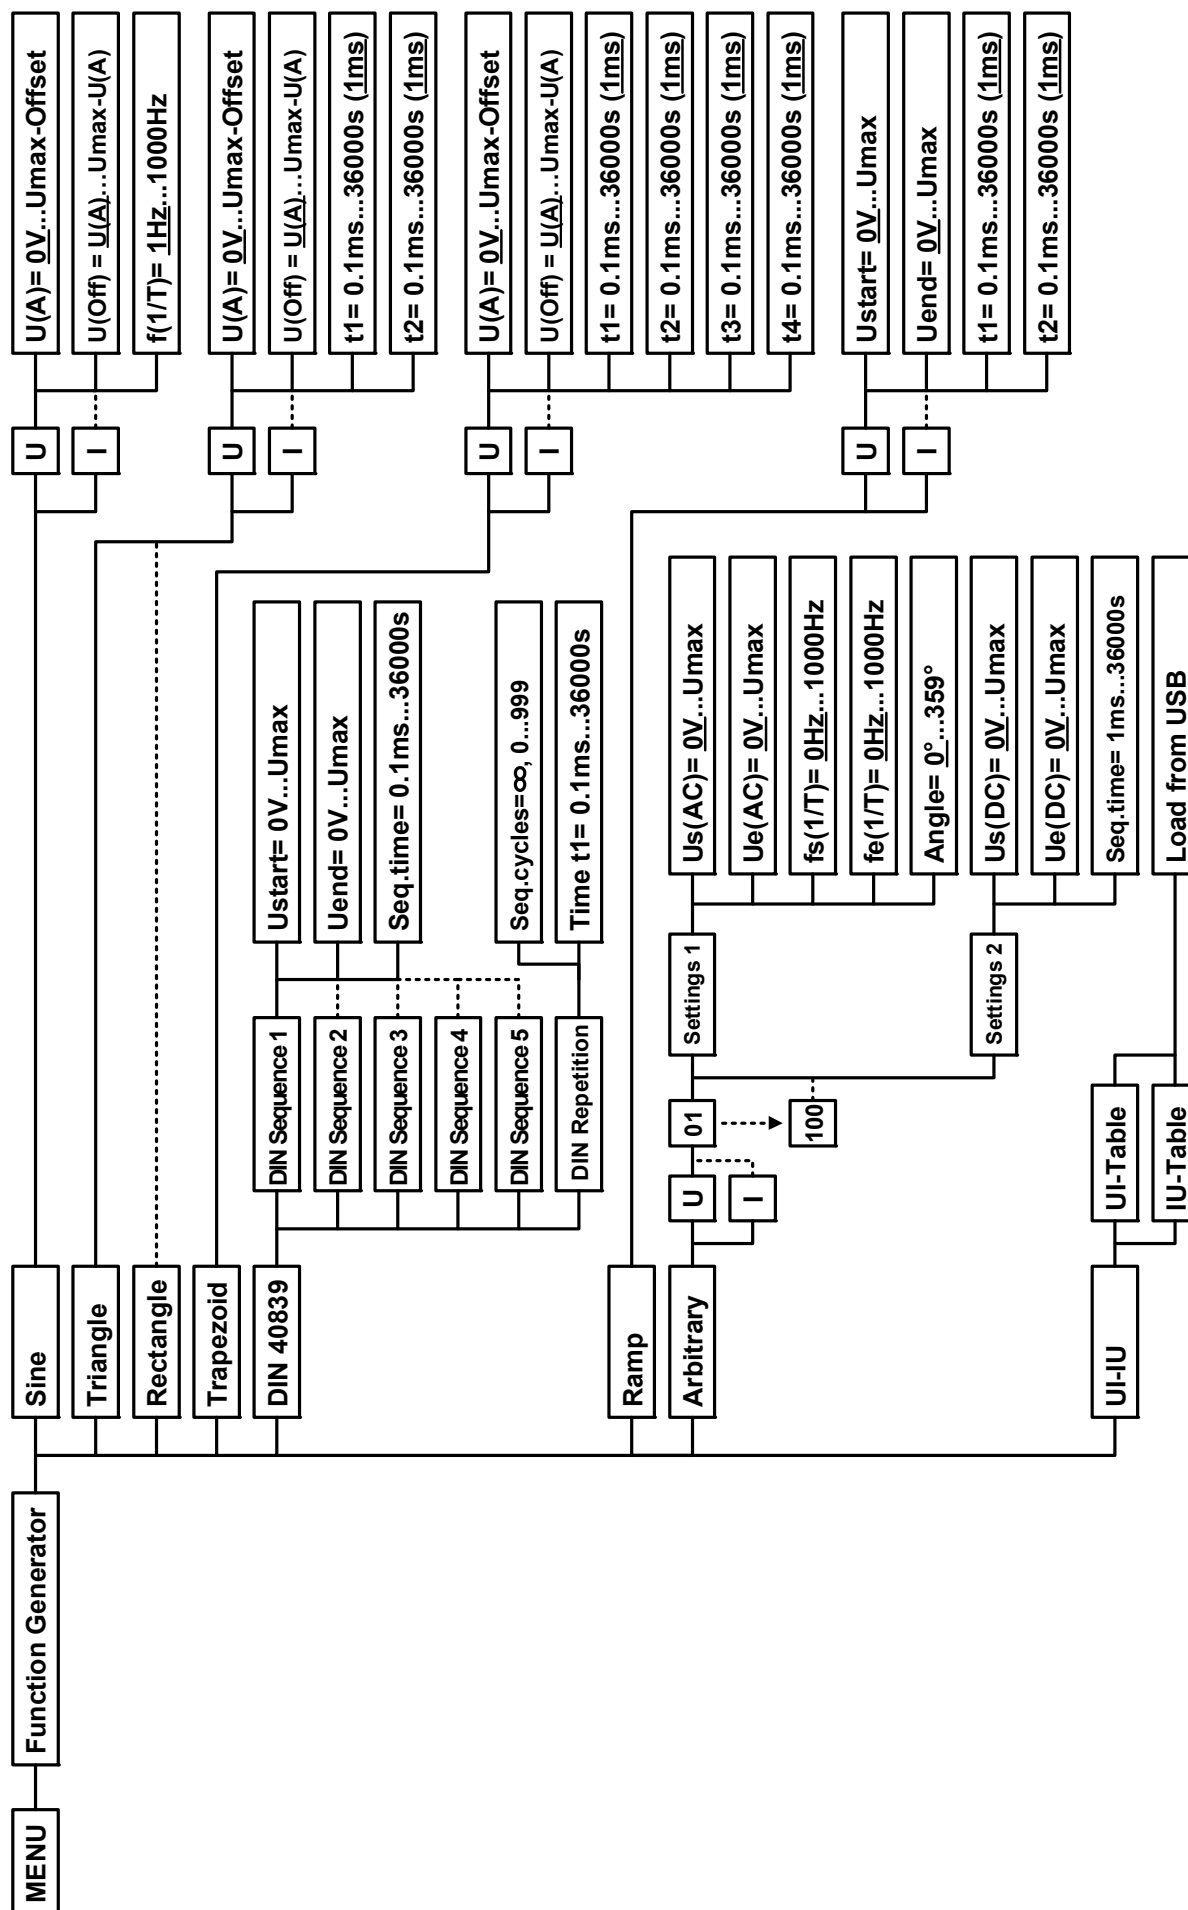 MENU
Function Generator
Sine
U
I
U(A)= 0V...Umax-Offset
U(Off) = U(A)...Umax-U(A)
f(1/T)= 1Hz...1000Hz
Triangle
Rectangle
U
I
U(A)= 0V...Umax-Offset
U(Off) = U(A)...Umax-U(A)
t1= 0.1ms...36000s (1ms)
t2= 0.1ms...36000s (1ms)
Trapezoid
U
I
U(A)= 0V...Umax-Offset
U(Off) = U(A)...Umax-U(A)
t1= 0.1ms...36000s (1ms)
t2= 0.1ms...36000s (1ms)
t3= 0.1ms...36000s (1ms)
t4= 0.1ms...36000s (1ms)
DIN 40839
DIN Sequence 1
DIN Sequence 2
DIN Sequence 3
DIN Sequence 4
DIN Sequence 5
DIN Repetition
Ustart= 0V...Umax
Uend= 0V...Umax
Seq.time= 0.1ms...36000s
Seq.cycles=∞, 0...999
Time t1= 0.1ms...36000s
Ramp
U
I
Ustart= 0V...Umax
Uend= 0V...Umax
t1= 0.1ms...36000s (1ms)
t2= 0.1ms...36000s (1ms)
Arbitrary
U
I
01
100
Settings 1
Us(AC)= 0V...Umax
Ue(AC)= 0V...Umax
fs(1/T)= 0Hz...1000Hz
fe(1/T)= 0Hz...1000Hz
Angle= 0°...359°
Settings 2
Us(DC)= 0V...Umax
Ue(DC)= 0V...Umax
Seq.time= 1ms...36000s
UI-IU
UI-Table
IU-Table
Load from USB